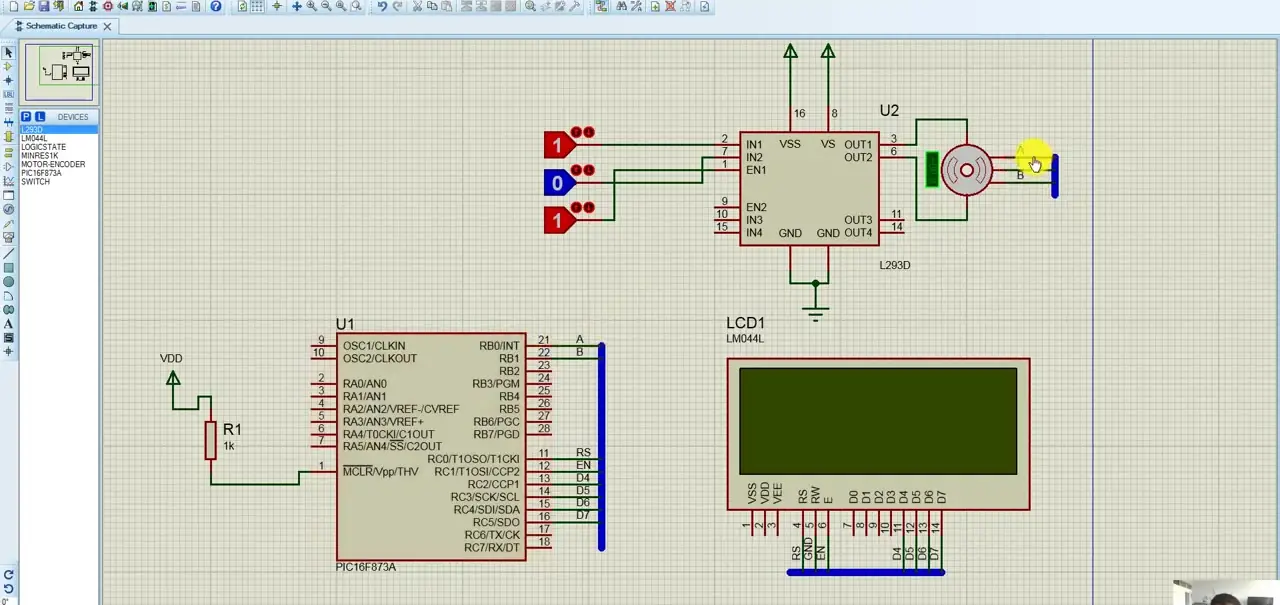 Schematic Capture
P L DEVICES
L293D
LM044L
LOGICSTATE
MINRES1K
MOTOR-ENCODER
PIC16F873A
SWITCH
U2
16 8
VSS VS
1 2 IN1 OUT1 3
0 7 IN2 OUT2 6
1 1 EN1
9 EN2
10 IN3 OUT3 11
15 IN4 OUT4 14
GND GND
L293D
A
B
U1
9 OSC1/CLKIN RB0/INT 21 A
10 OSC2/CLKOUT RB1 22 B
RB2 23
2 RA0/AN0 RB3/PGM 24
3 RA1/AN1 RB4 25
4 RA2/AN2/VREF-/CVREF RB5 26
5 RA3/AN3/VREF+ RB6/PGC 27
6 RA4/T0CKI/C1OUT RB7/PGD 28
7 RA5/AN4/SS/C2OUT
RC0/T1OSO/T1CKI 11 RS
1 MCLR/Vpp/THV RC1/T1OSI/CCP2 12 EN
RC2/CCP1 13 D4
RC3/SCK/SCL 14 D5
RC4/SDI/SDA 15 D6
RC5/SDO 16 D7
RC6/TX/CK 17
RC7/RX/DT 18
PIC16F873A
VDD
R1
1k
LCD1
LM044L
VSS VDD VEE RS RW E D0 D1 D2 D3 D4 D5 D6 D7
1 2 3 4 5 6 7 8 9 10 11 12 13 14
RS GND EN D4 D5 D6 D7